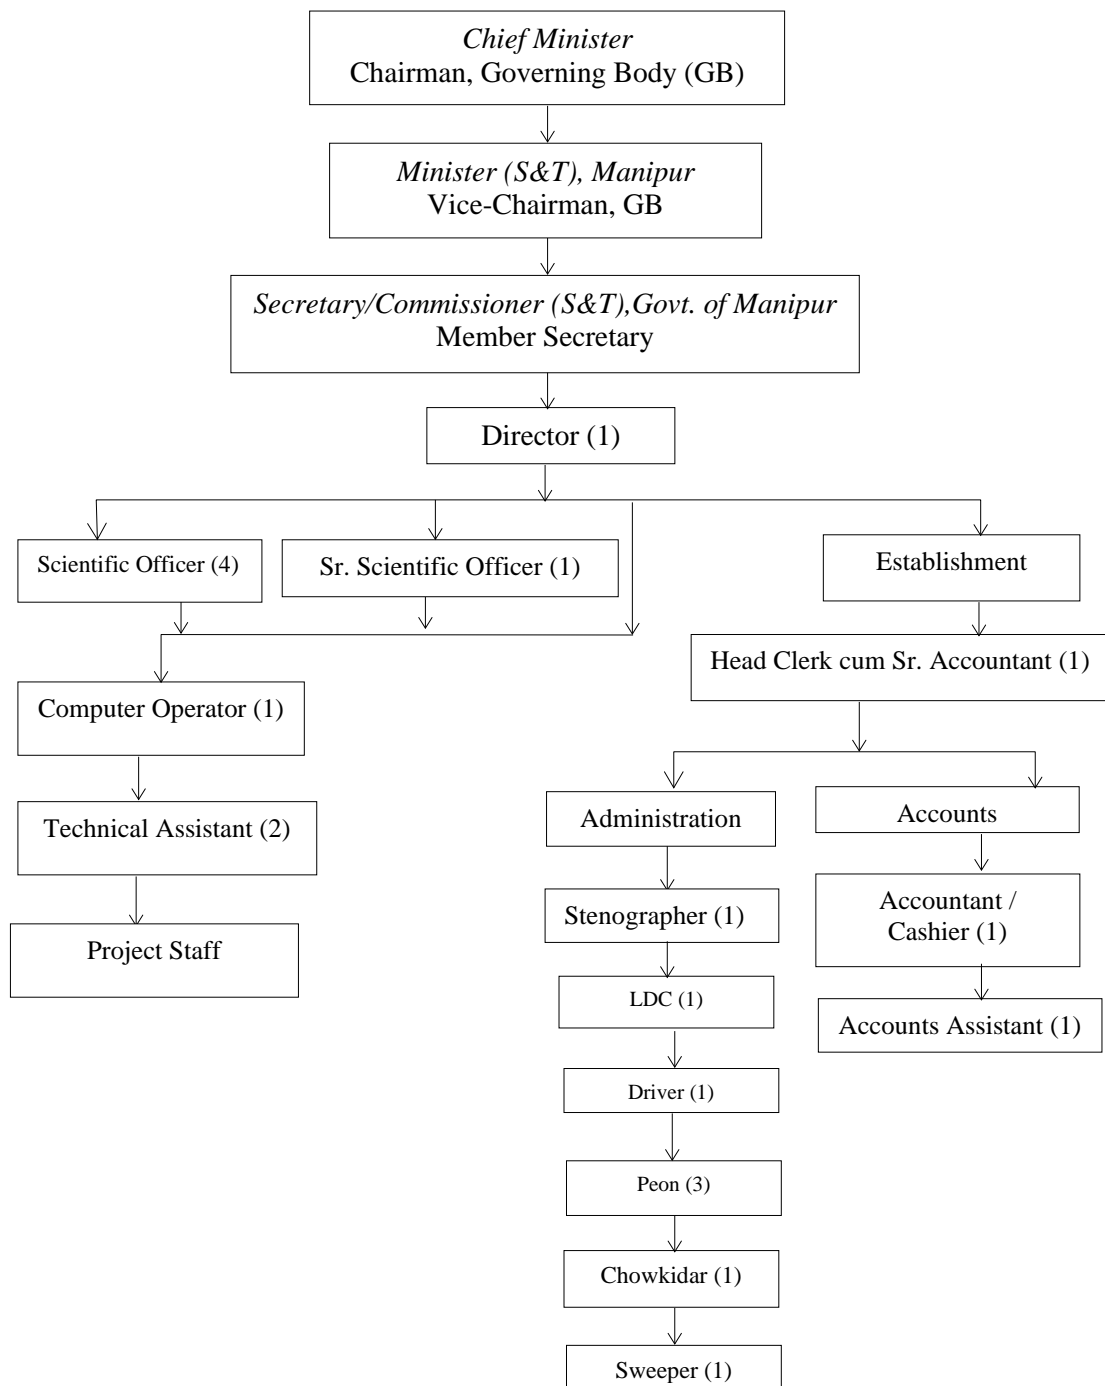 Chief Minister
Chairman, Governing Body (GB)
Minister (S&T), Manipur
Vice-Chairman, GB
Secretary/Commissioner (S&T),Govt. of Manipur
Member Secretary
Director (1)
Scientific Officer (4)
Sr. Scientific Officer (1)
Establishment
Head Clerk cum Sr. Accountant (1)
Computer Operator (1)
Technical Assistant (2)
Project Staff
Administration
Accounts
Stenographer (1)
Accountant /
Cashier (1)
LDC (1)
Accounts Assistant (1)
Driver (1)
Peon (3)
Chowkidar (1)
Sweeper (1)